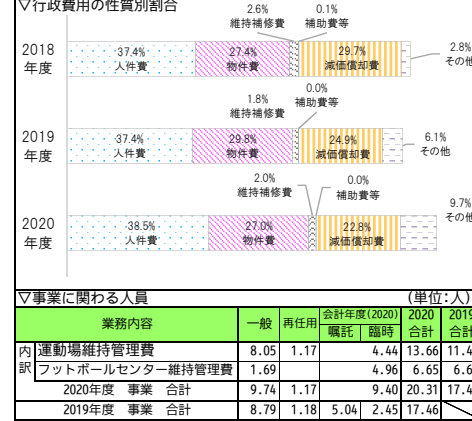 ▽行政費用の性質別割合
2.6%
維持補修費
0.1%
補助費等
2018
年度
37.4%
人件費
27.4%
物件費
29.7%
減価償却費
2.8%
その他
1.8%
維持補修費
0.0%
補助費等
2019
年度
37.4%
人件費
29.8%
物件費
24.9%
減価償却費
6.1%
その他
2.0%
維持補修費
0.0%
補助費等
2020
年度
38.5%
人件費
27.0%
物件費
22.8%
減価償却費
9.7%
その他
▽事業に関わる人員 (単位:人)
業務内容 一般 再任用 会計年度(2020) 2020 2019
嘱託 臨時 合計 合計
内訳 運動場維持管理費 8.05 1.17 4.44 13.66 11.4
フットボールセンター維持管理費 1.69 4.96 6.65 6.0
2020年度 事業 合計 9.74 1.17 9.40 20.31 17.4
2019年度 事業 合計 8.79 1.18 5.04 2.45 17.46